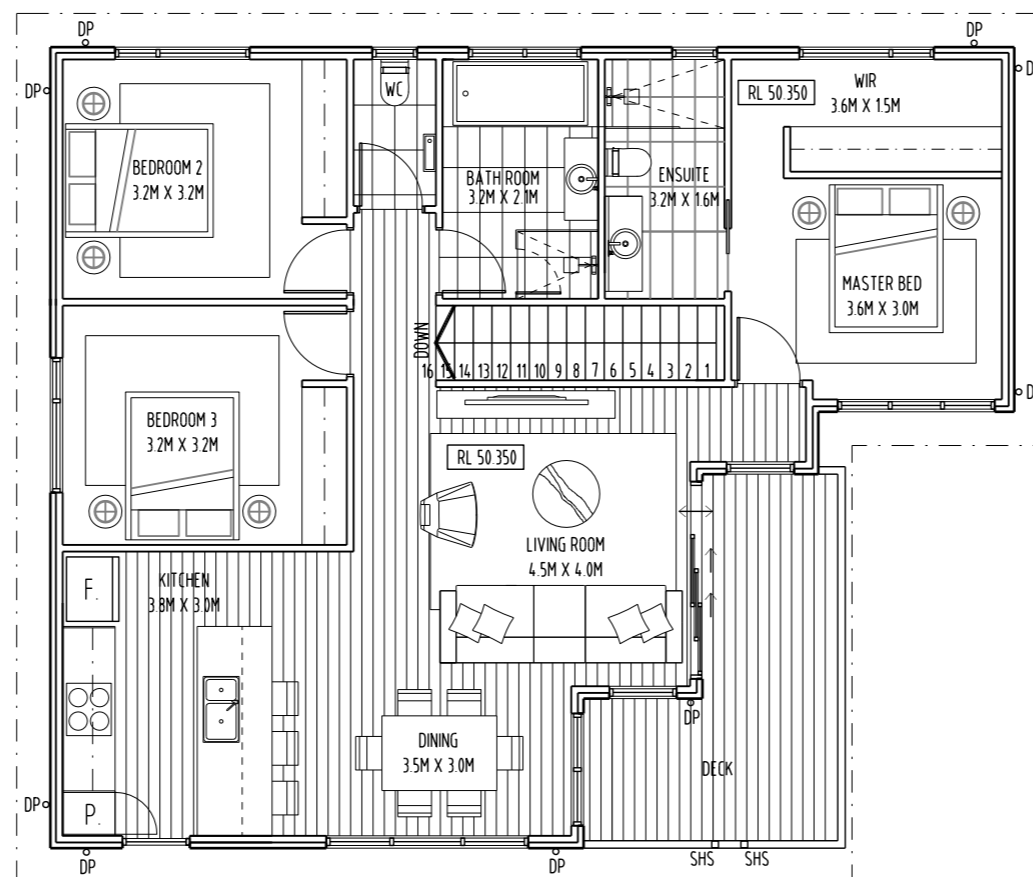 DP
DP
DP
D
WC
WIR
3.6M X 1.5M
RL 50.350
BEDROOM 2
3.2M X 3.2M
BATH ROOM
3.2M X 2.1M
ENSUITE
3.2M X 1.6M
MASTER BED
3.6M X 3.0M
DOWN
16 15 14 13 12 11 10 9 8 7 6 5 4 3 2 1
D
BEDROOM 3
3.2M X 3.2M
RL 50.350
LIVING ROOM
4.5M X 4.0M
F.
KITCHEN
3.8M X 3.0M
DP
DINING
3.5M X 3.0M
DECK
DP
P.
DP
DP
SHS
SHS